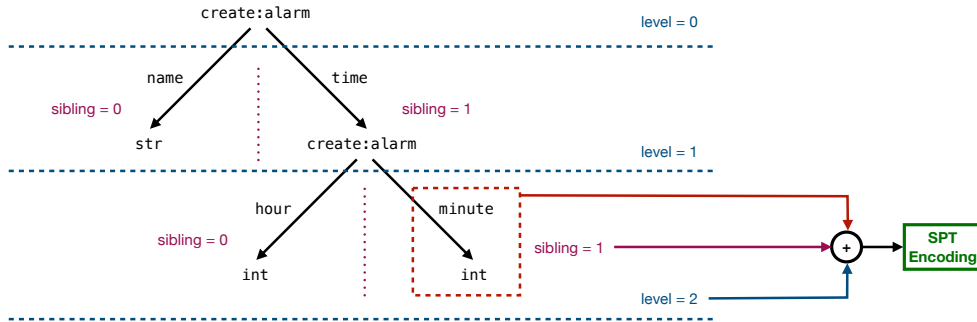 create:alarm
level = 0
name
time
sibling = 0
sibling = 1
str
create:alarm
level = 1
hour
minute
sibling = 0
sibling = 1
+
SPT
Encoding
int
int
level = 2